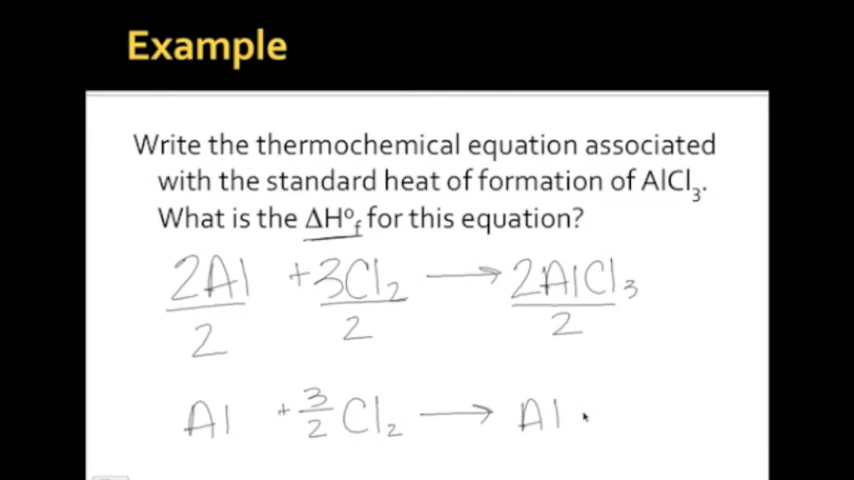 Example
Write the thermochemical equation associated
with the standard heat of formation of AlCl₃.
What is the ΔHºf for this equation?
2Al + 3Cl₂ → 2AlCl₃
2 2 2
Al + 3/2 Cl₂ → Al